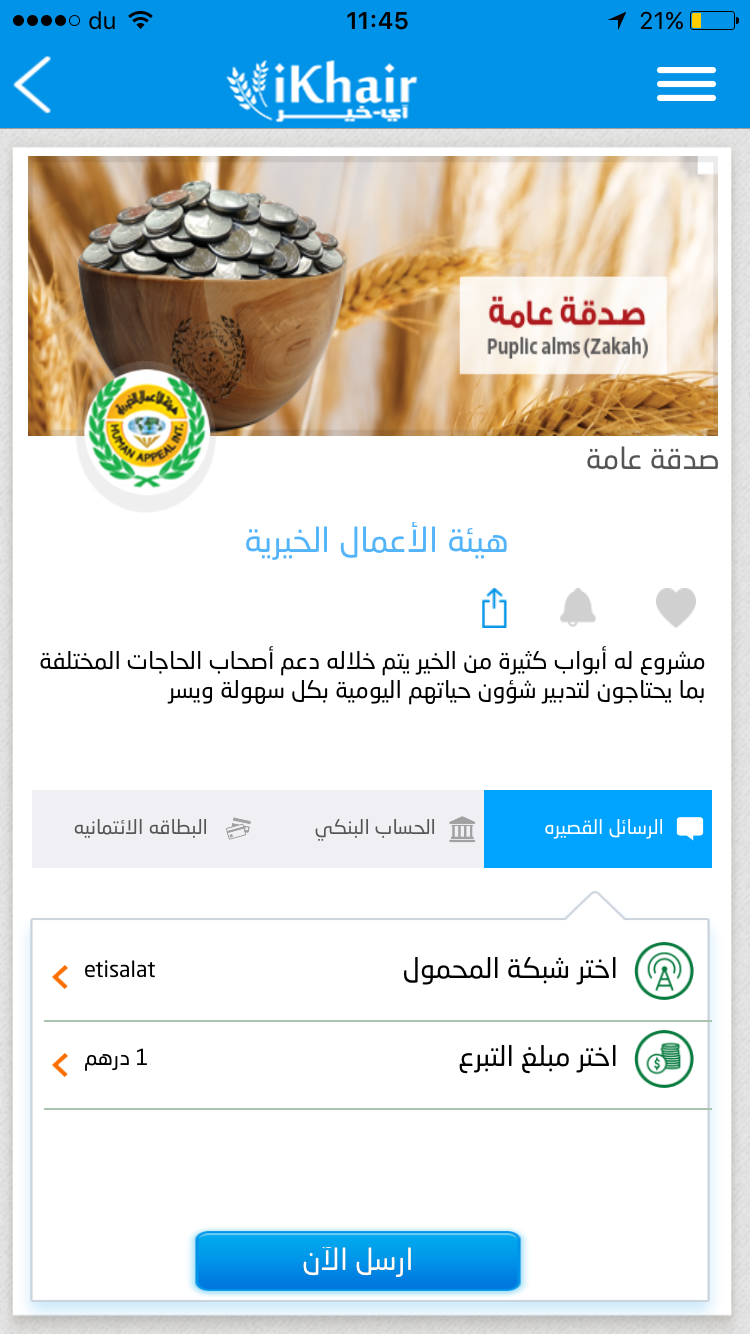 du 11:45 21%
iKhair
آي-خير
صدقة عامة
Puplic alms (Zakah)
هيئة الأعمال الخيرية
HUMAN APPEAL INT.
صدقة عامة
هيئة الأعمال الخيرية
مشروع له أبواب كثيرة من الخير يتم خلاله دعم أصحاب الحاجات المختلفة
بما يحتاجون لتدبير شؤون حياتهم اليومية بكل سهولة ويسر
الرسائل القصيره الحساب البنكي البطاقه الائتمانيه
اختر شبكة المحمول etisalat
اختر مبلغ التبرع 1 درهم
ارسل الآن